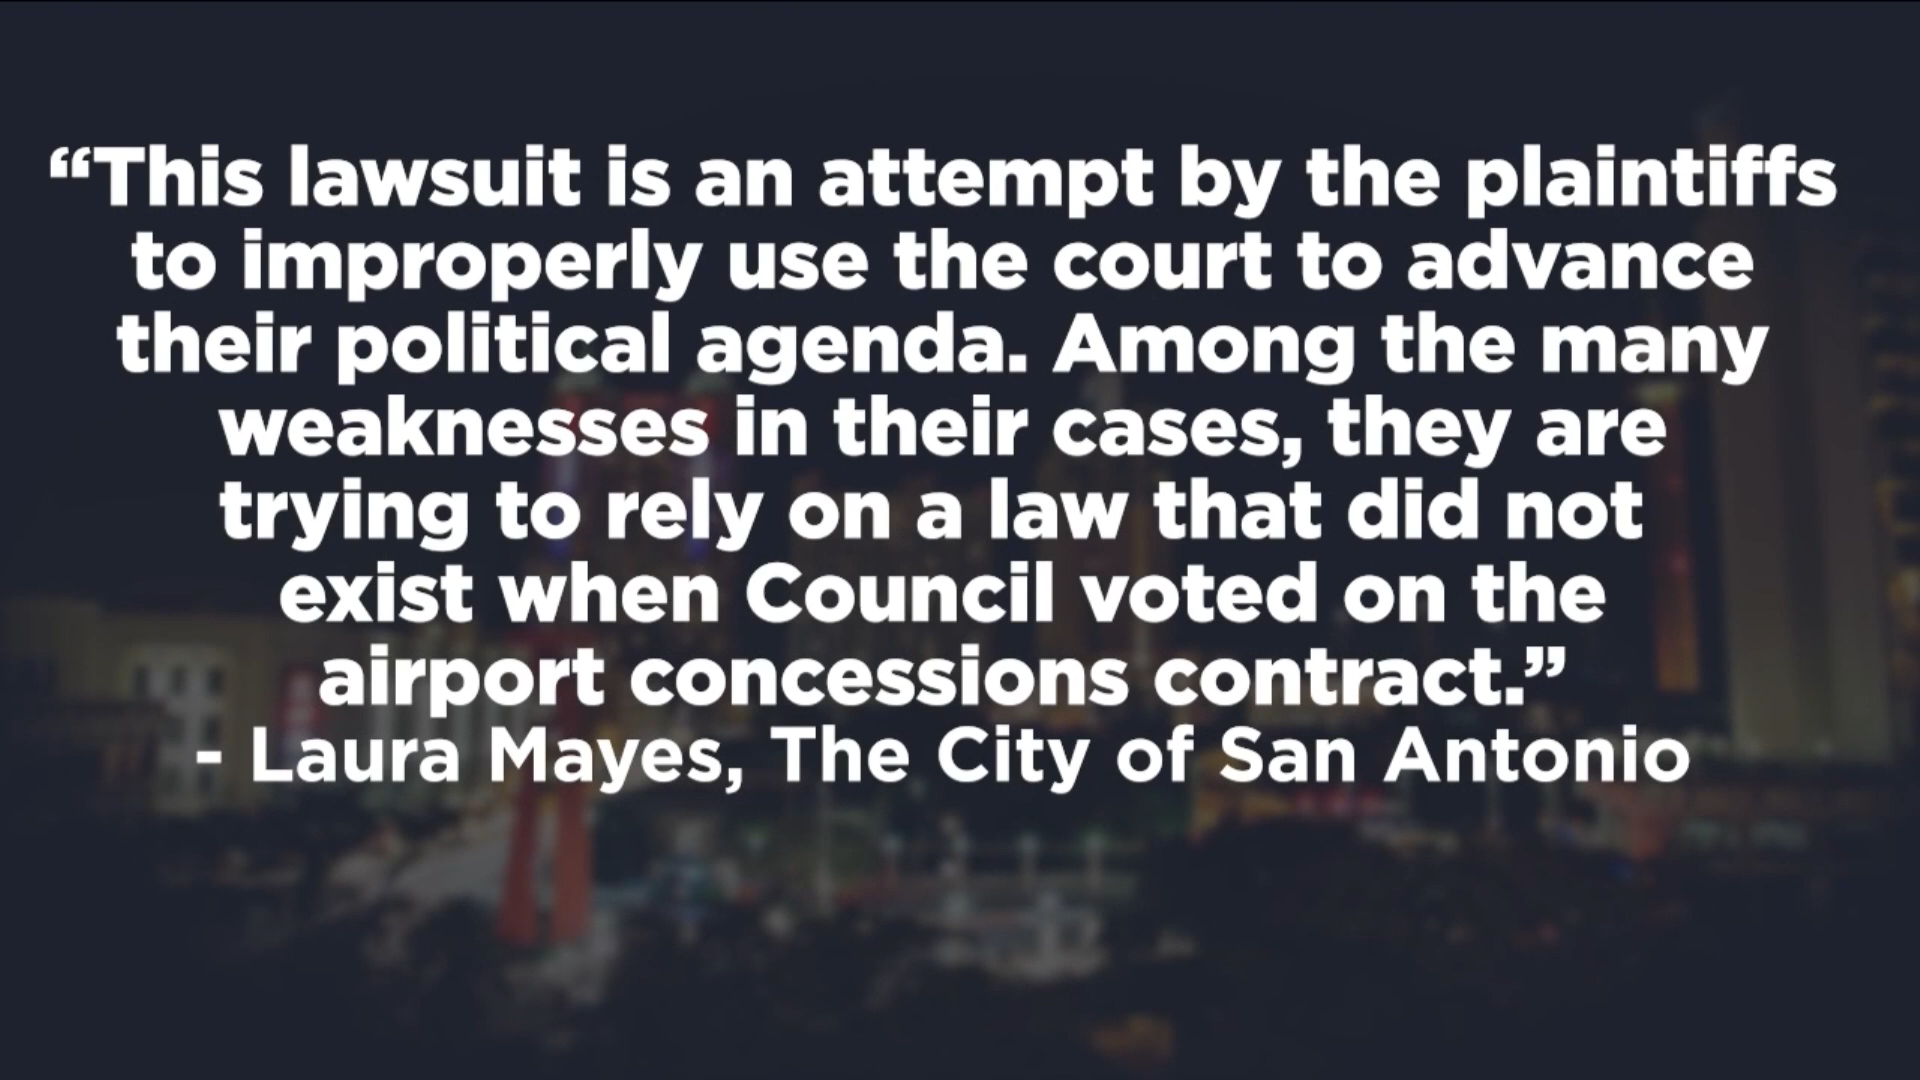 “This lawsuit is an attempt by the plaintiffs
to improperly use the court to advance
their political agenda. Among the many
weaknesses in their cases, they are
trying to rely on a law that did not
exist when Council voted on the
airport concessions contract.”
- Laura Mayes, The City of San Antonio